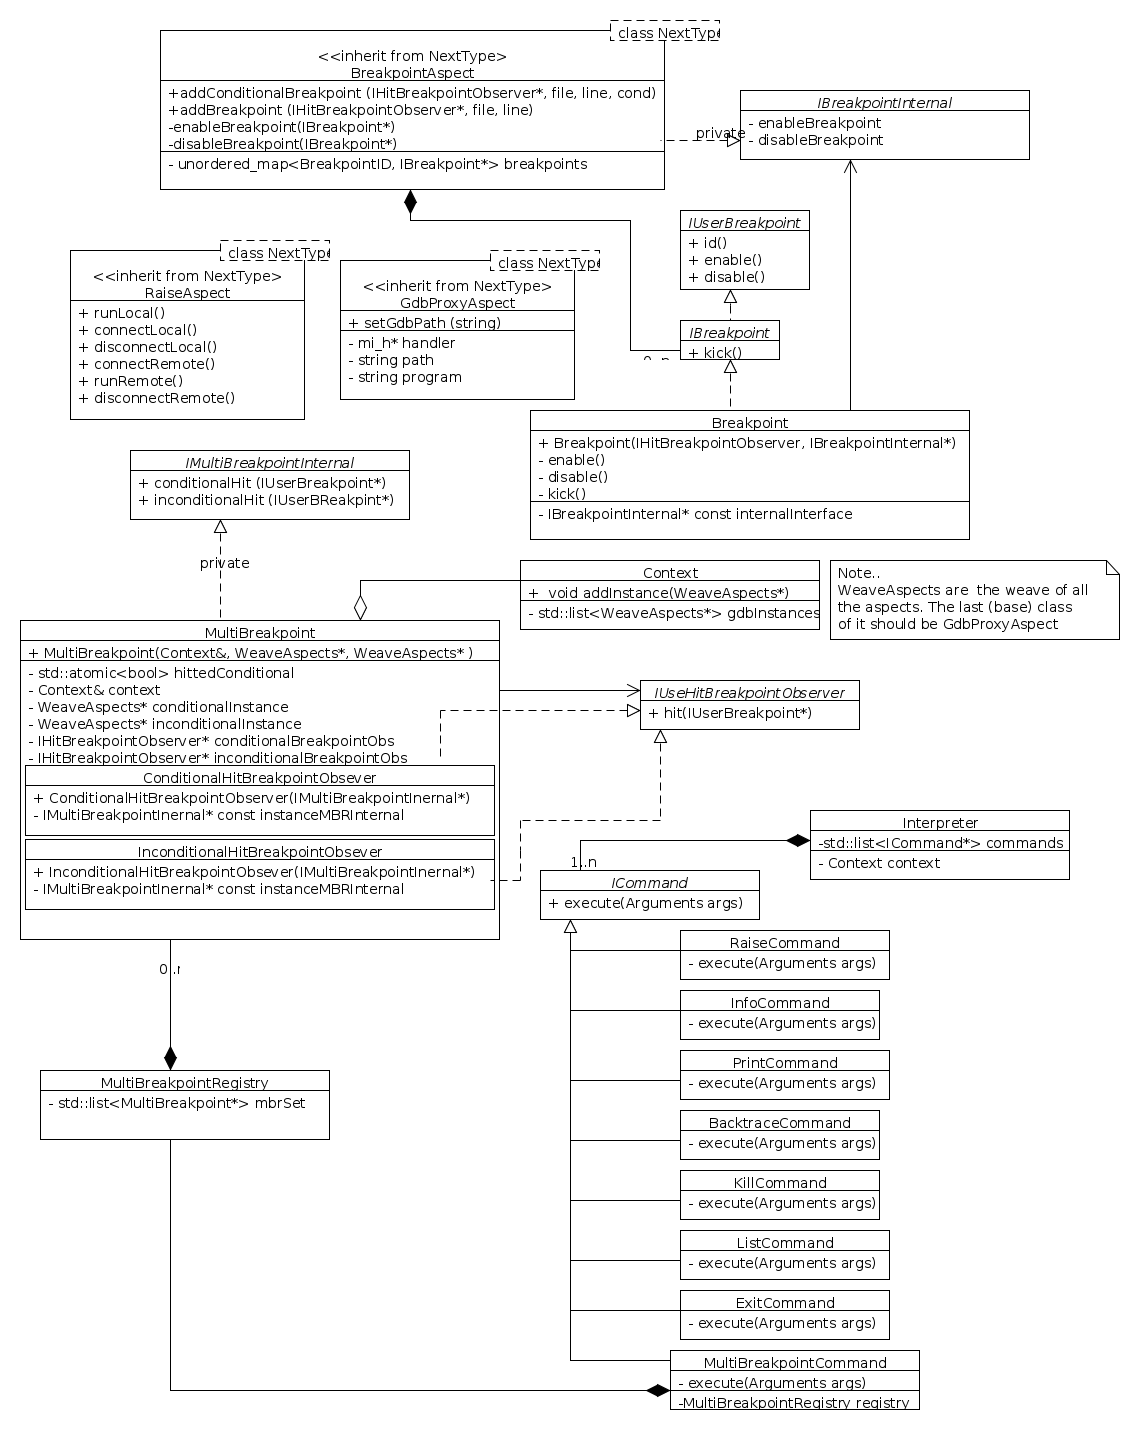 class NextType
<<inherit from NextType>
BreakpointAspect
+addConditionalBreakpoint (IHitBreakpointObserver*, file, line, cond)
+addBreakpoint (IHitBreakpointObserver*, file, line)
-enableBreakpoint(IBreakpoint*)
-disableBreakpoint(IBreakpoint*)
- unordered_map<BreakpointID, IBreakpoint*> breakpoints
private
IBreakpointInternal
- enableBreakpoint
- disableBreakpoint
IUserBreakpoint
+ id()
+ enable()
+ disable()
class NextType
<<inherit from NextType>
RaiseAspect
+ runLocal()
+ connectLocal()
+ disconnectLocal()
+ connectRemote()
+ runRemote()
+ disconnectRemote()
class NextType
<<inherit from NextType>
GdbProxyAspect
+ setGdbPath (string)
- mi_h* handler
- string path
- string program
IBreakpoint
+ kick()
0..n
Breakpoint
+ Breakpoint(IHitBreakpointObserver, IBreakpointInternal*)
- enable()
- disable()
- kick()
- IBreakpointInternal* const internalInterface
IMultiBreakpointInternal
+ conditionalHit (IUserBreakpoint*)
+ inconditionalHit (IUserBReakpint*)
private
Context
+  void addInstance(WeaveAspects*)
- std::list<WeaveAspects*> gdbInstances
Note..
WeaveAspects are  the weave of all
the aspects. The last (base) class
of it should be GdbProxyAspect
MultiBreakpoint
+ MultiBreakpoint(Context&, WeaveAspects*, WeaveAspects* )
- std::atomic<bool> hittedConditional
- Context& context
- WeaveAspects* conditionalInstance
- WeaveAspects* inconditionalInstance
- IHitBreakpointObserver* conditionalBreakpointObs
- IHitBreakpointObserver* inconditionalBreakpointObs
ConditionalHitBreakpointObsever
+ ConditionalHitBreakpointObserver(IMultiBreakpointInernal*)
- IMultiBreakpointInernal* const instanceMBRInternal
InconditionalHitBreakpointObsever
+ InconditionalHitBreakpointObsever(IMultiBreakpointInernal*)
- IMultiBreakpointInernal* const instanceMBRInternal
IUseHitBreakpointObserver
+ hit(IUserBreakpoint*)
Interpreter
-std::list<ICommand*> commands
- Context context
1..n
ICommand
+ execute(Arguments args)
RaiseCommand
- execute(Arguments args)
0..n
InfoCommand
- execute(Arguments args)
PrintCommand
- execute(Arguments args)
MultiBreakpointRegistry
- std::list<MultiBreakpoint*> mbrSet
BacktraceCommand
- execute(Arguments args)
KillCommand
- execute(Arguments args)
ListCommand
- execute(Arguments args)
ExitCommand
- execute(Arguments args)
MultiBreakpointCommand
- execute(Arguments args)
-MultiBreakpointRegistry registry